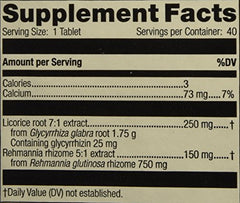 Supplement Facts
Serving Size: 1 Tablet Servings per Container: 40
Amount per Serving %DV
Calories 3
Calcium 73 mg 7%
Licorice root 7:1 extract 250 mg †
from Glycyrrhiza glabra root 1.75 g
Containing glycyrrhizin 25 mg
Rehmannia rhizome 5:1 extract 150 mg †
from Rehmannia glutinosa rhizome 750 mg
†Daily Value (DV) not established.